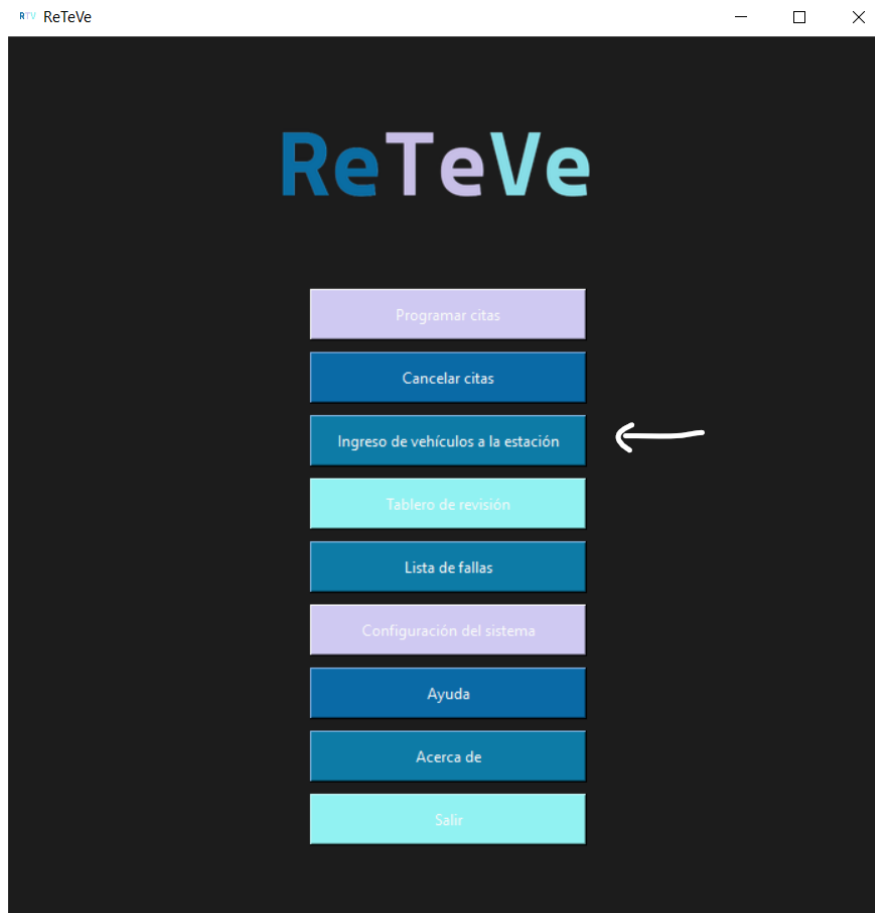 RTV ReTeVe
ReTeVe
Programar citas
Cancelar citas
Ingreso de vehículos a la estación
Tablero de revisión
Lista de fallas
Configuración del sistema
Ayuda
Acerca de
Salir